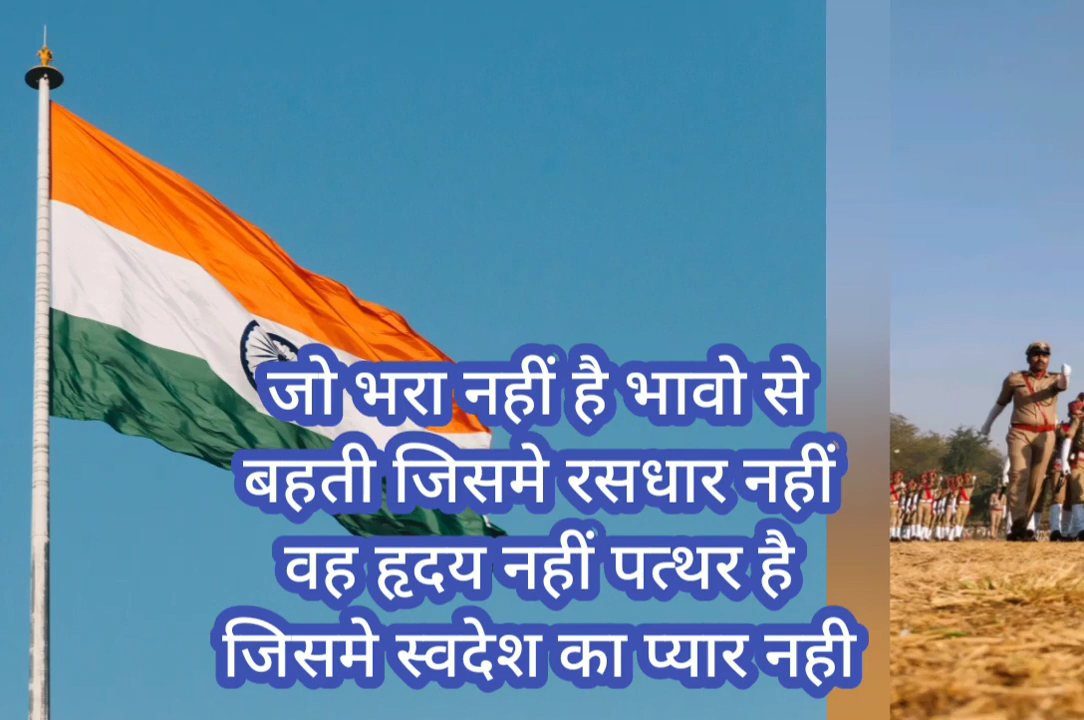 जो भरा नहीं है भावो से
बहती जिसमे रसधार नहीं
वह हृदय नहीं पत्थर है
जिसमे स्वदेश का प्यार नही